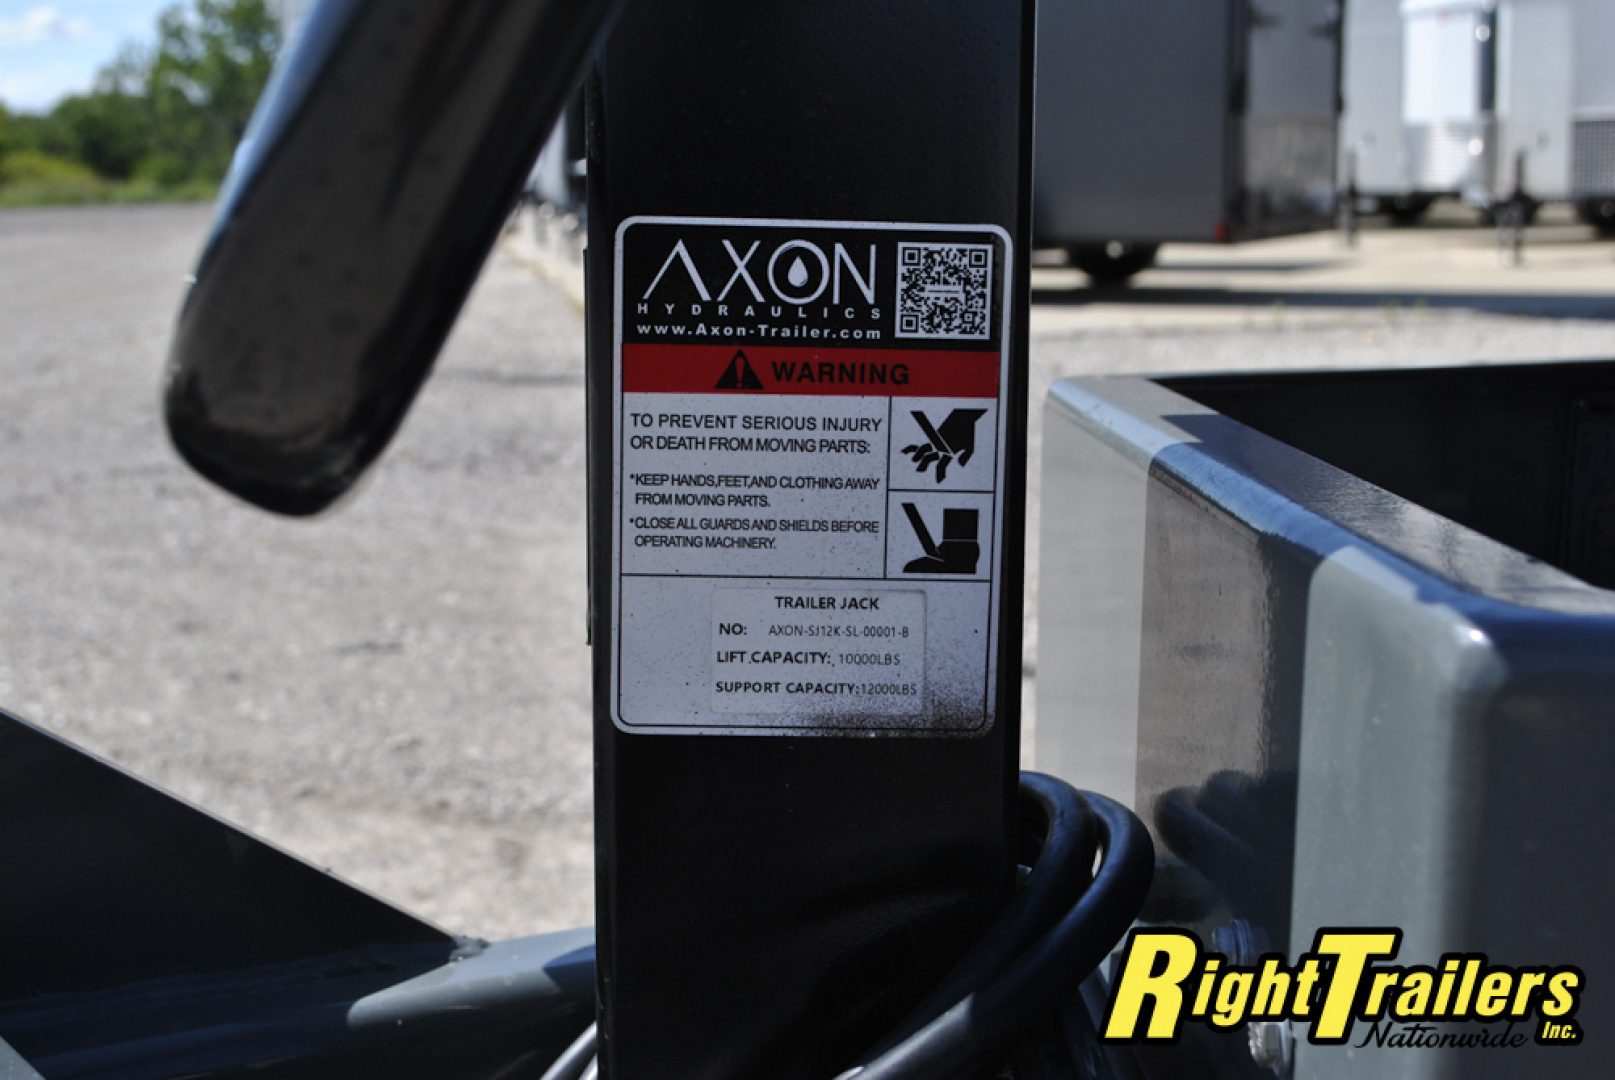 AXON
HYDRAULICS
www.Axon-Trailer.com
WARNING
TO PREVENT SERIOUS INJURY
OR DEATH FROM MOVING PARTS:
*KEEP HANDS,FEET,AND CLOTHING AWAY
FROM MOVING PARTS.
*CLOSE ALL GUARDS AND SHIELDS BEFORE
OPERATING MACHINERY.
TRAILER JACK
NO: AXON-SJ12K-SL-00001-B
LIFT CAPACITY: 10000LBS
SUPPORT CAPACITY:12000LBS
RightTrailers
Nationwide Inc.